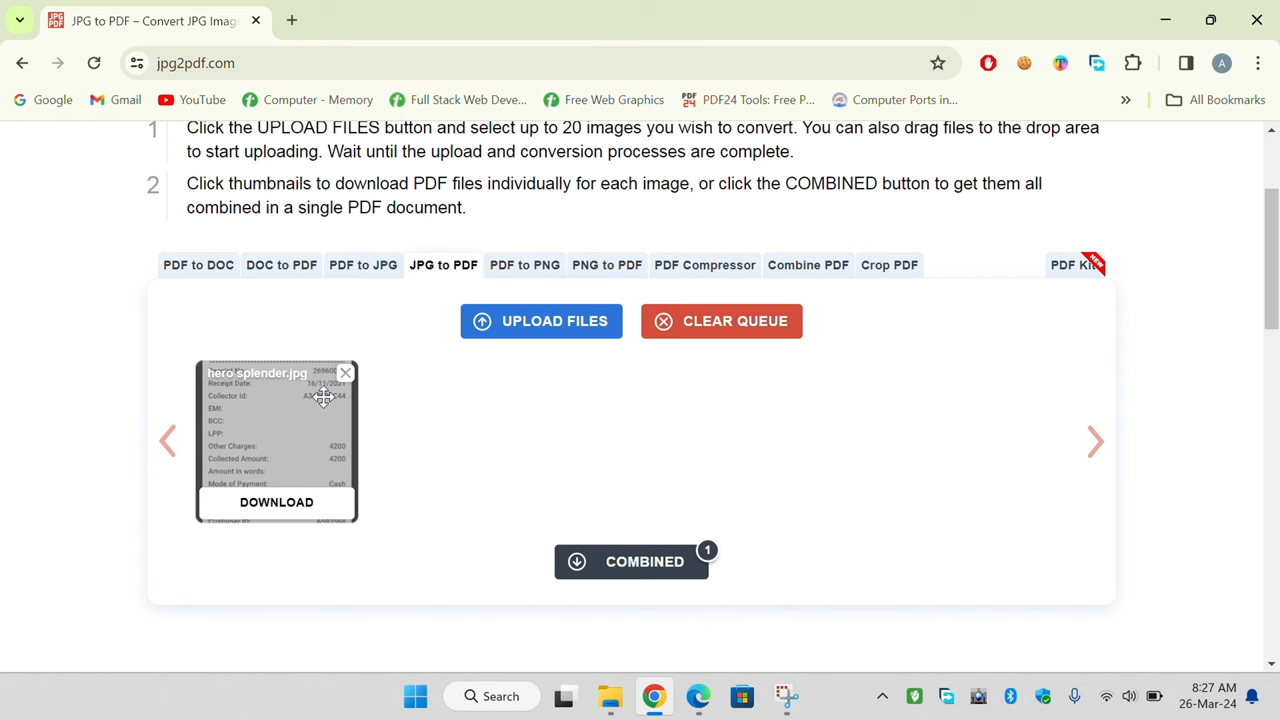 JPG to PDF – Convert JPG Imag
jpg2pdf.com
A
Google
Gmail
YouTube
Computer - Memory
Full Stack Web Deve...
Free Web Graphics
PDF24 Tools: Free P...
Computer Ports in...
»
All Bookmarks
1 Click the UPLOAD FILES button and select up to 20 images you wish to convert. You can also drag files to the drop area
to start uploading. Wait until the upload and conversion processes are complete.
2 Click thumbnails to download PDF files individually for each image, or click the COMBINED button to get them all
combined in a single PDF document.
PDF to DOC
DOC to PDF
PDF to JPG
JPG to PDF
PDF to PNG
PNG to PDF
PDF Compressor
Combine PDF
Crop PDF
PDF Kit
NEW
UPLOAD FILES
CLEAR QUEUE
hero splender.jpg
Receipt Date: 16/11/2021
Collector Id:
EMI:
BCC:
LPP:
Other Charges: 4200
Collected Amount: 4200
Amount in words:
Mode of Payment: Cash
DOWNLOAD
COMBINED
1
Search
8:27 AM
26-Mar-24